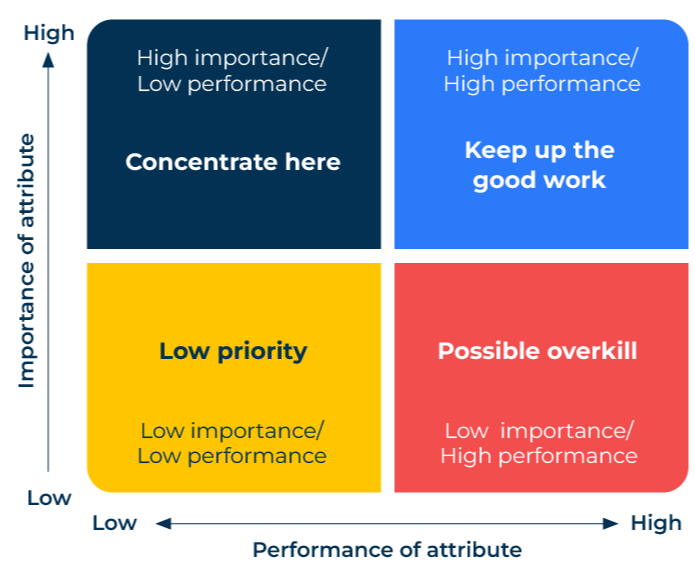 High
High importance/
Low performance
Concentrate here
High importance/
High performance
Keep up the
good work
Importance of attribute
Low priority
Low importance/
Low performance
Possible overkill
Low importance/
High performance
Low
Low
High
Performance of attribute